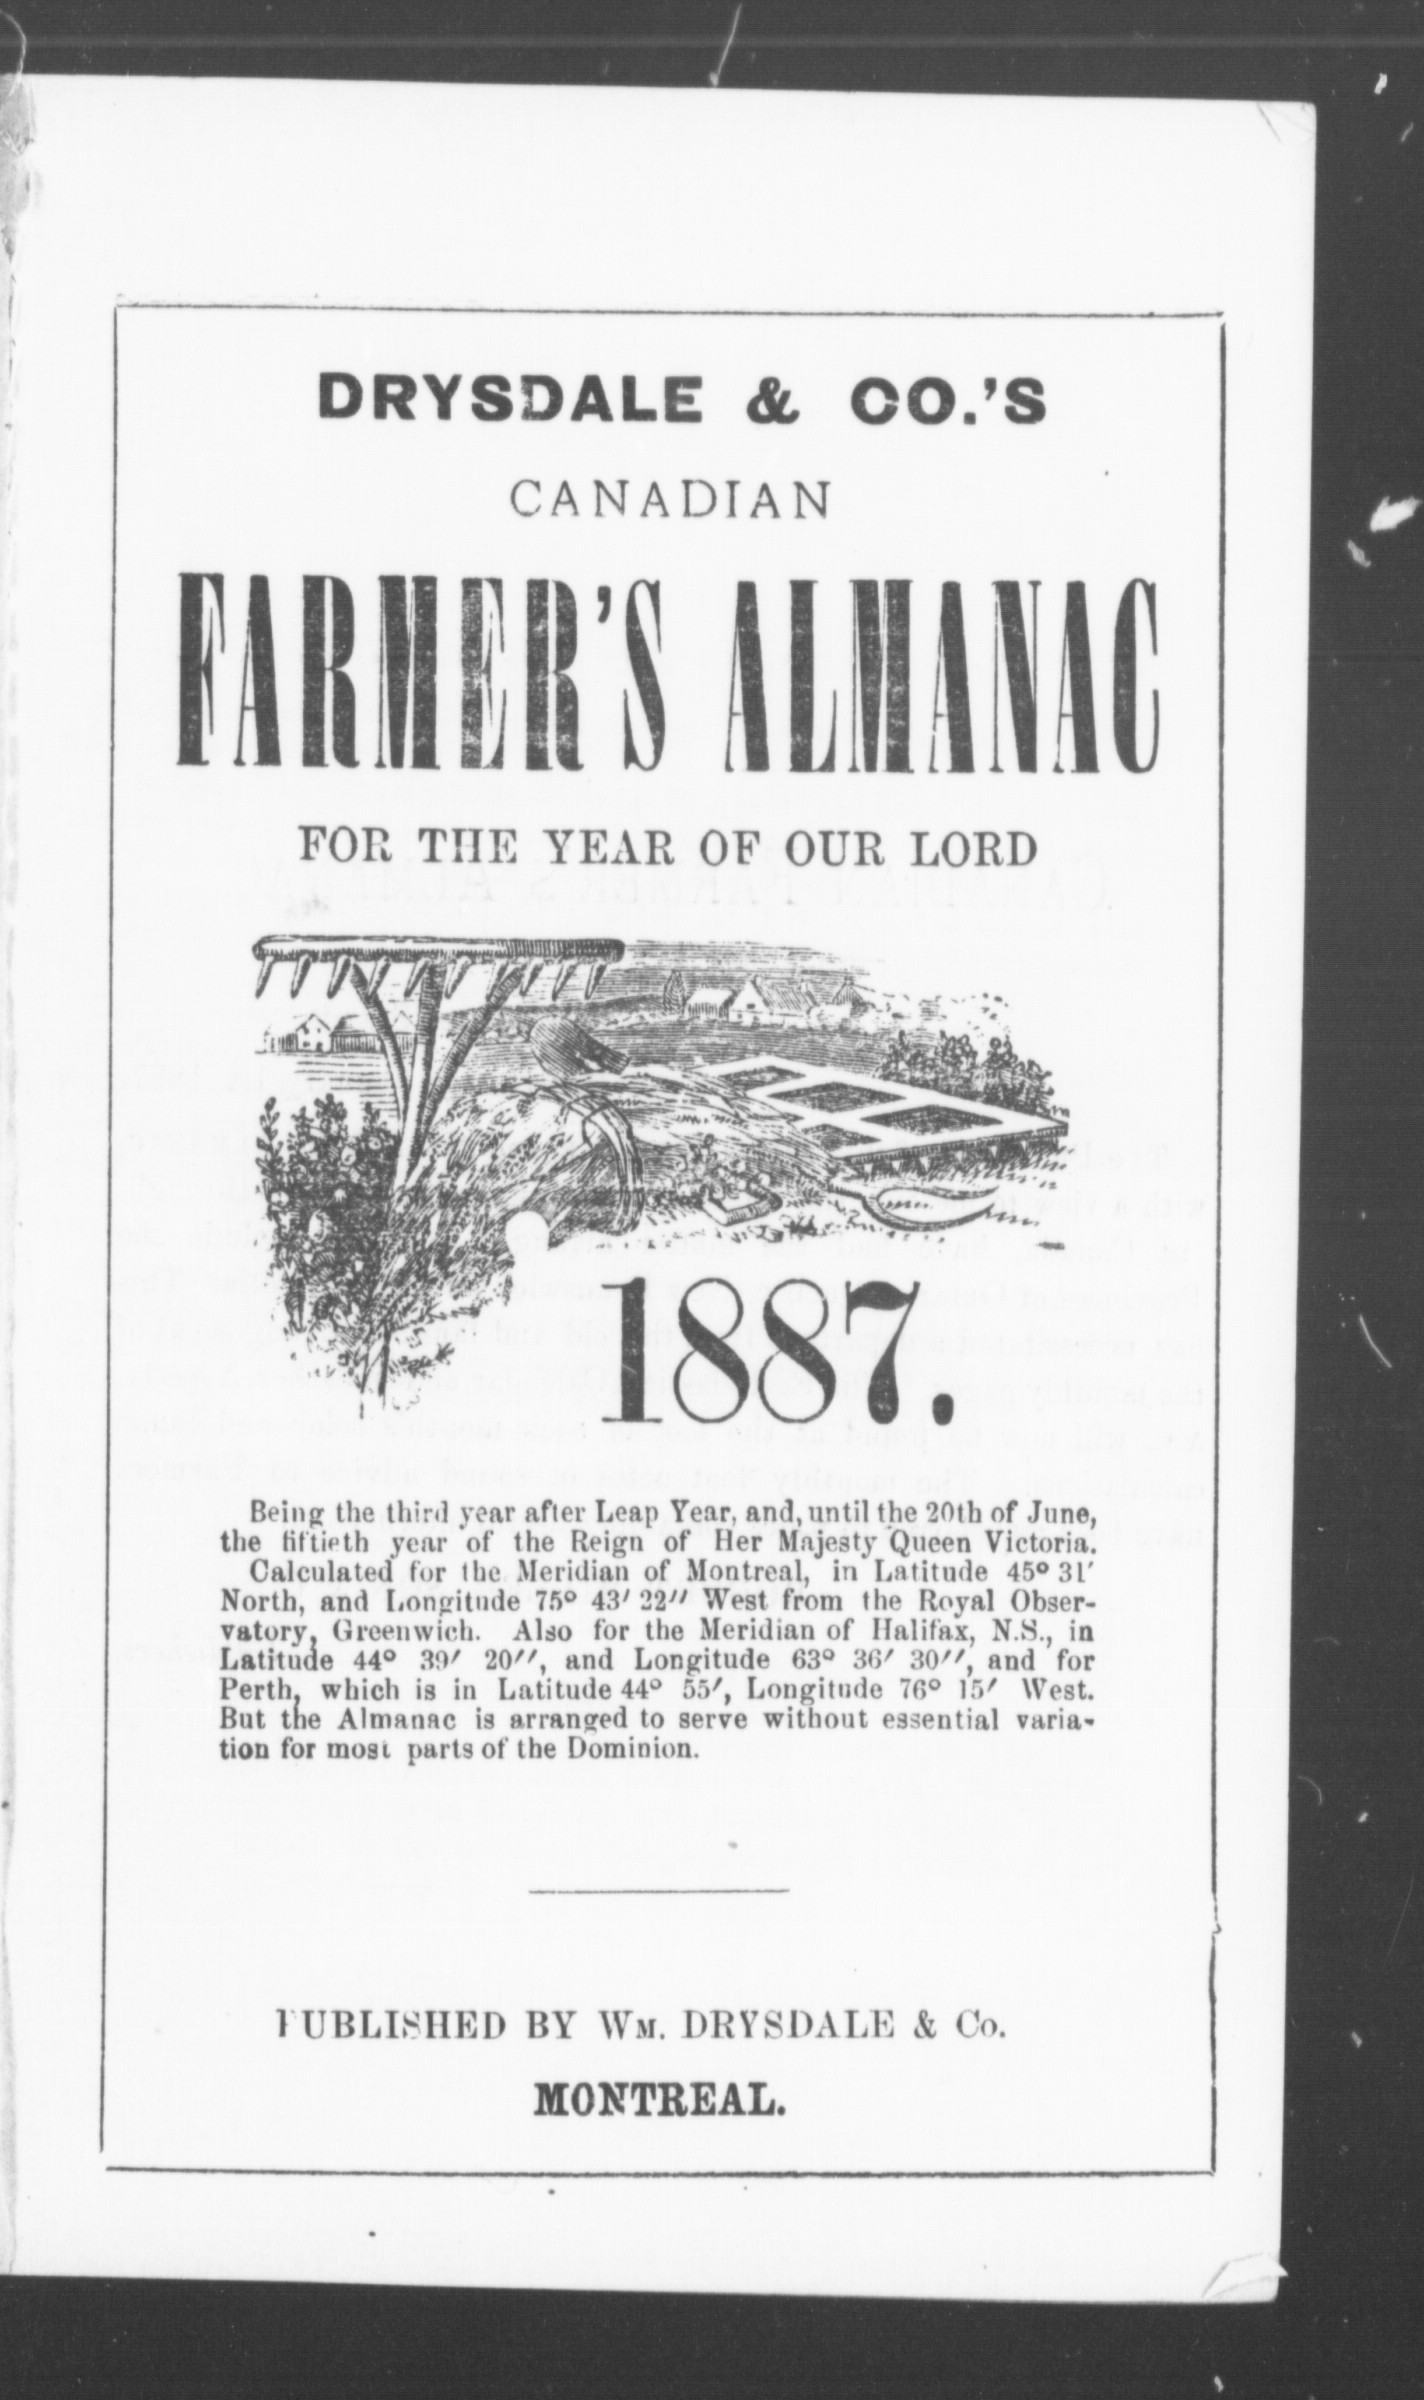 DRYSDALE & CO.'S
CANADIAN
FARMER'S ALMANAC
FOR THE YEAR OF OUR LORD
1887.
Being the third year after Leap Year, and, until the 20th of June,
the fiftieth year of the Reign of Her Majesty Queen Victoria.
Calculated for the Meridian of Montreal, in Latitude 45° 31′
North, and Longitude 75° 43′ 22″ West from the Royal Obser-
vatory, Greenwich. Also for the Meridian of Halifax, N.S., in
Latitude 44° 39′ 20″, and Longitude 63° 36′ 30″, and for
Perth, which is in Latitude 44° 55′, Longitude 76° 15′ West.
But the Almanac is arranged to serve without essential varia-
tion for most parts of the Dominion.
PUBLISHED BY WM. DRYSDALE & CO.
MONTREAL.